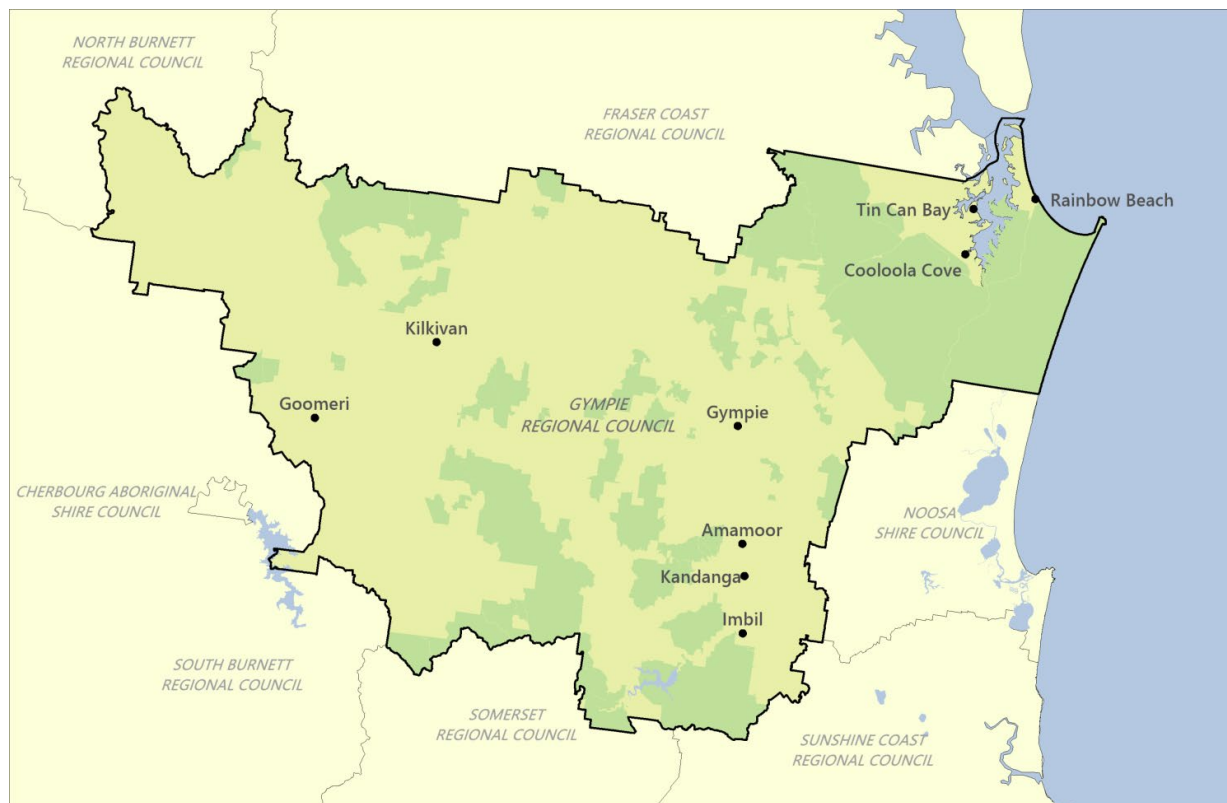 NORTH BURNETT
REGIONAL COUNCIL
FRASER COAST
REGIONAL COUNCIL
Tin Can Bay
Rainbow Beach
Cooloola Cove
Kilkivan
Goomeri
GYMPIE
REGIONAL COUNCIL
Gympie
CHERBOURG ABORIGINAL
SHIRE COUNCIL
NOOSA
SHIRE COUNCIL
Amamoor
Kandanga
Imbil
SOUTH BURNETT
REGIONAL COUNCIL
SOMERSET
REGIONAL COUNCIL
SUNSHINE COAST
REGIONAL COUNCIL